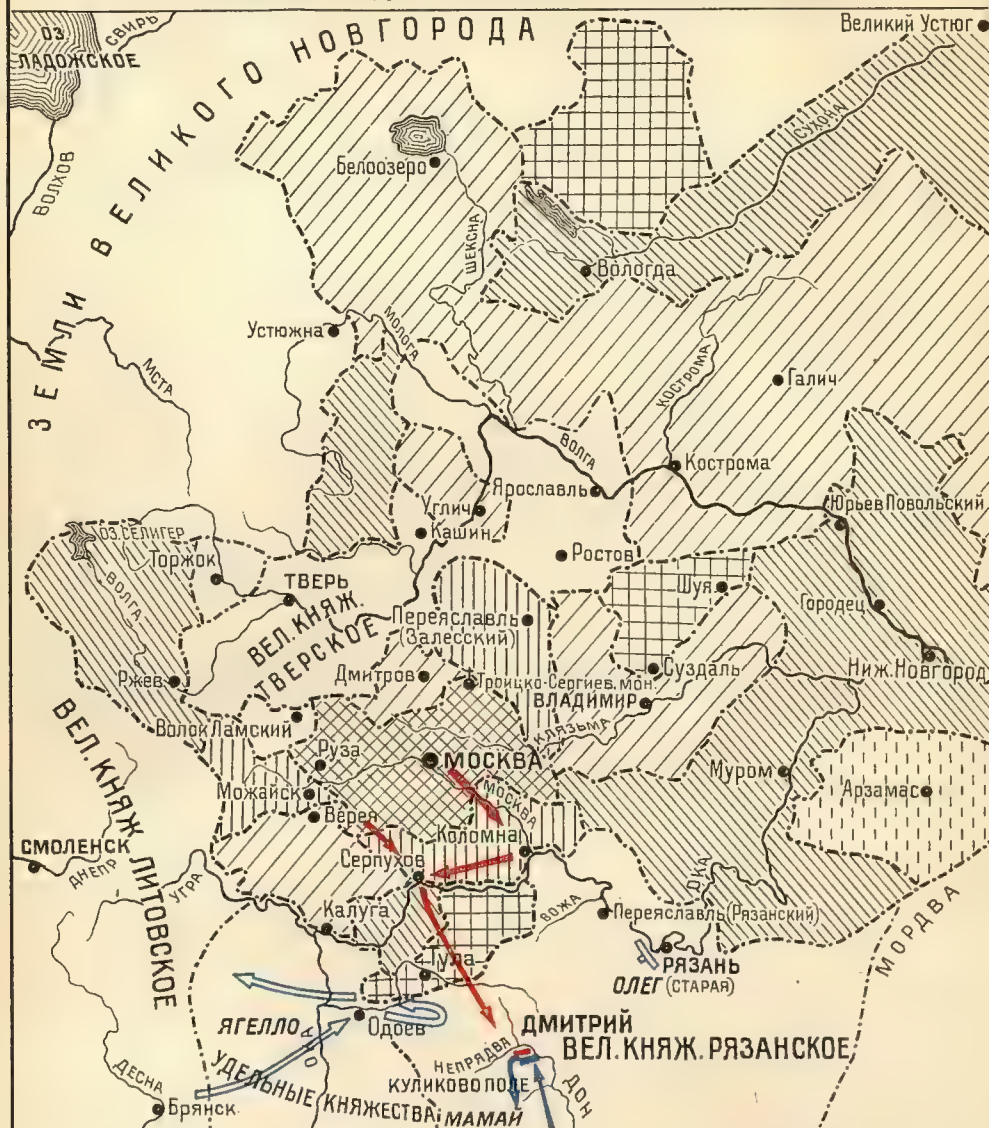 ОЗ.
ЛАДОЖСКОЕ
СВИРЬ
Великий Устюг
ЗЕМЛИ ВЕЛИКОГО НОВГОРОДА
ВОЛХОВ
Белоозеро
СУХОНА
ШЕКСНА
Вологда
Устюжна
МОЛОГА
МСТА
КОСТРОМА
Галич
ВОЛГА
Кострома
Ярославль
Юрьев Повольский
Углич
Кашин
ОЗ. СЕЛИГЕР
Торжок
Ростов
ТВЕРЬ
Шуя
ВОЛГА
Городец
ВЕЛ. КНЯЖ.
ТВЕРСКОЕ
Переяславль
(Залесский)
Ржев
Дмитров
Троицко-Сергиев. мон.
Суздаль
Ниж. Новгород
ВЛАДИМИР
Волок Ламский
КЛЯЗЬМА
Руза
МОСКВА
Муром
Можайск
МОСКВА
Арзамас
Верея
Коломна
СМОЛЕНСК
ДНЕПР
ВЕЛ. КНЯЖ. ЛИТОВСКОЕ
Серпухов
УГРА
ОКА
Калуга
ВОЖА
Переяславль (Рязанский)
МОРДВА
Тула
РЯЗАНЬ
ОЛЕГ (СТАРАЯ)
ЯГЕЛЛО
Одоев
ДМИТРИЙ
ОКА
НЕПРЯДВА
ВЕЛ. КНЯЖ. РЯЗАНСКОЕ
ДЕСНА
УДЕЛЬНЫЕ КНЯЖЕСТВА
КУЛИКОВО ПОЛЕ
ДОН
Брянск
МАМАЙ